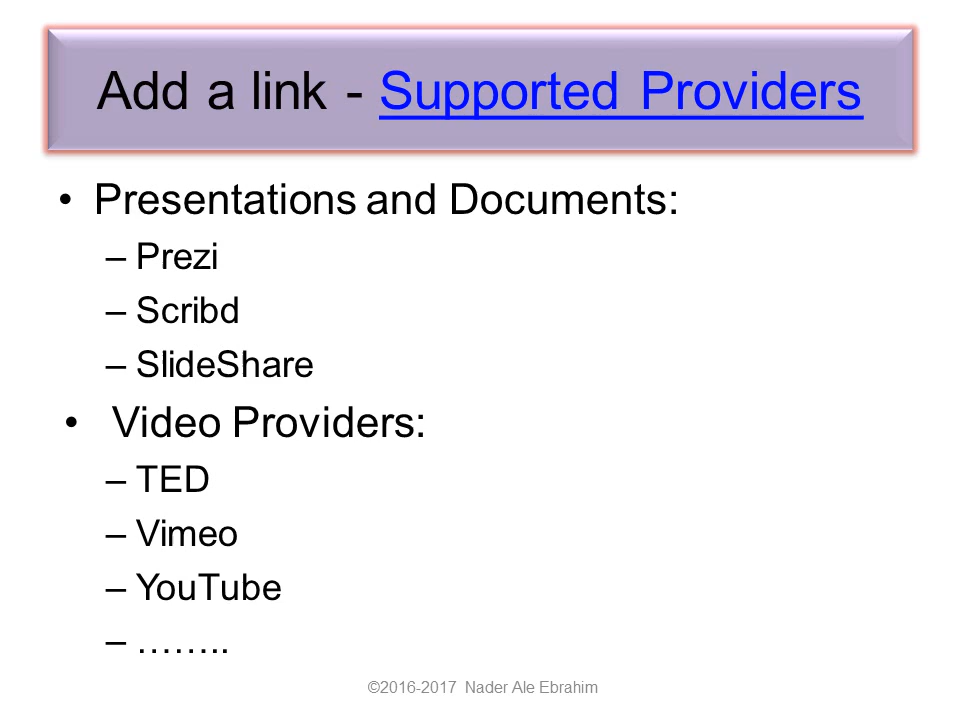 Add a link - Supported Providers
• Presentations and Documents:
– Prezi
– Scribd
– SlideShare
• Video Providers:
– TED
– Vimeo
– YouTube
– ……..
©2016-2017 Nader Ale Ebrahim